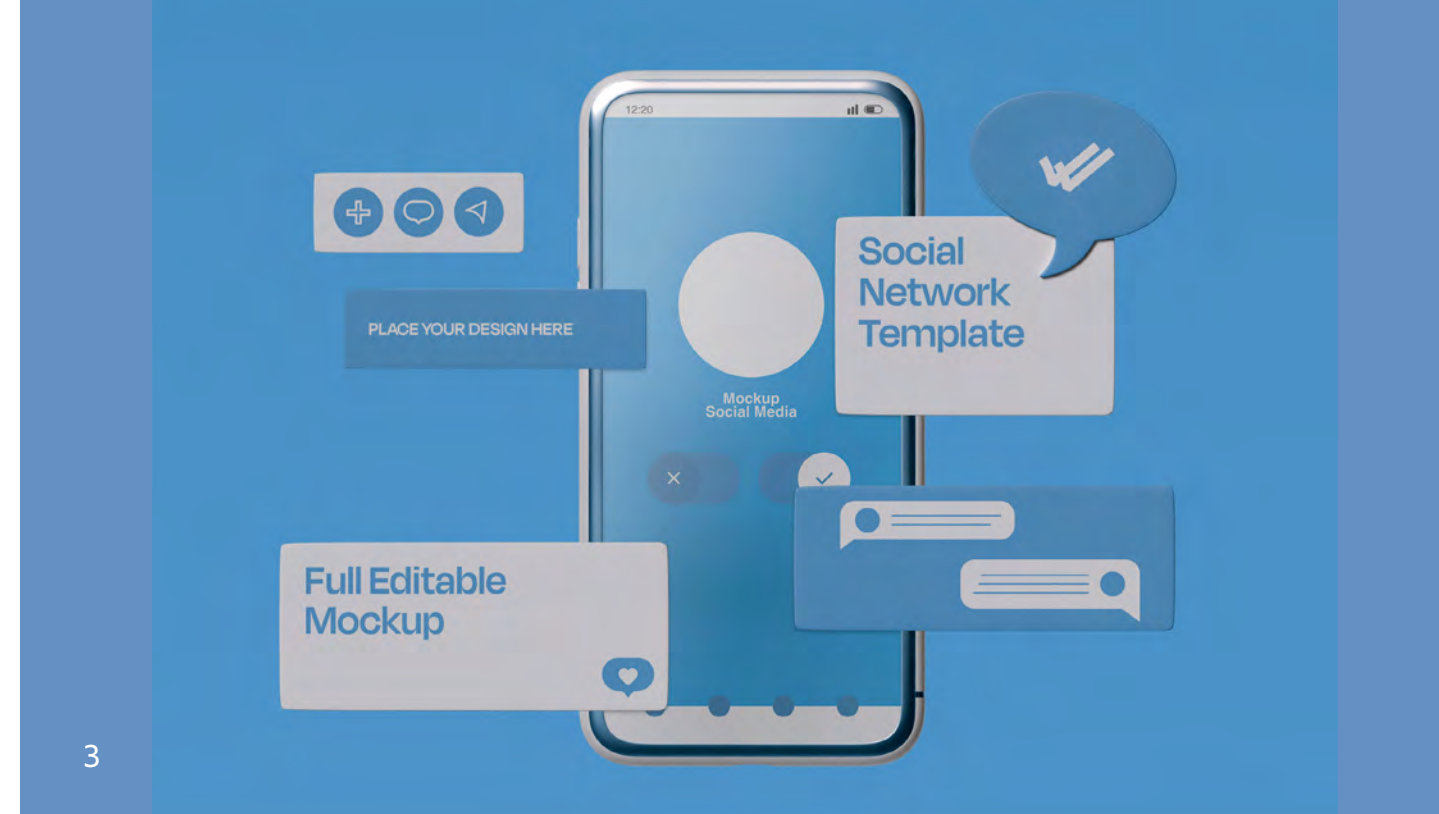 12:20
Social
Network
Template
PLACE YOUR DESIGN HERE
Mockup
Social Media
Full Editable
Mockup
3